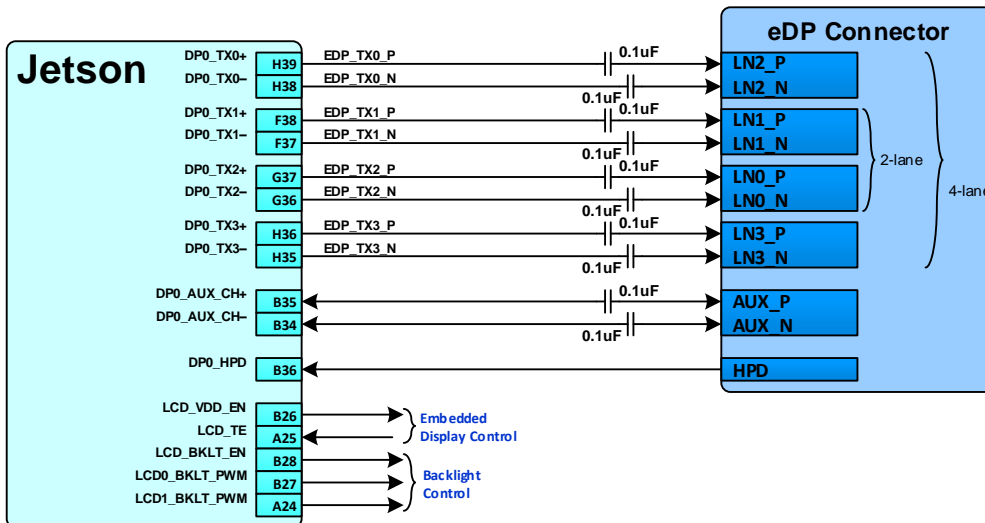 eDP Connector
Jetson
DP0_TX0+ H39 EDP_TX0_P 0.1uF LN2_P
DP0_TX0– H38 EDP_TX0_N 0.1uF LN2_N
DP0_TX1+ F38 EDP_TX1_P 0.1uF LN1_P
DP0_TX1– F37 EDP_TX1_N 0.1uF LN1_N
2-lane
DP0_TX2+ G37 EDP_TX2_P 0.1uF LN0_P
4-lane
DP0_TX2– G36 EDP_TX2_N 0.1uF LN0_N
DP0_TX3+ H36 EDP_TX3_P 0.1uF LN3_P
DP0_TX3– H35 EDP_TX3_N 0.1uF LN3_N
DP0_AUX_CH+ B35 0.1uF AUX_P
DP0_AUX_CH– B34 0.1uF AUX_N
DP0_HPD B36 HPD
LCD_VDD_EN B26
LCD_TE A25
Embedded
Display Control
LCD_BKLT_EN B28
LCD0_BKLT_PWM B27
LCD1_BKLT_PWM A24
Backlight
Control